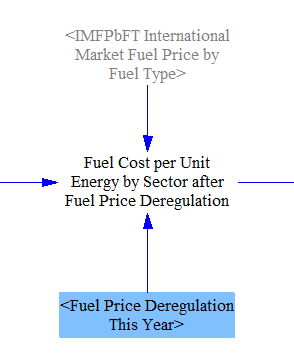 <IMFPbFT International
Market Fuel Price by
Fuel Type>
Fuel Cost per Unit
Energy by Sector after
Fuel Price Deregulation
<Fuel Price Deregulation
This Year>